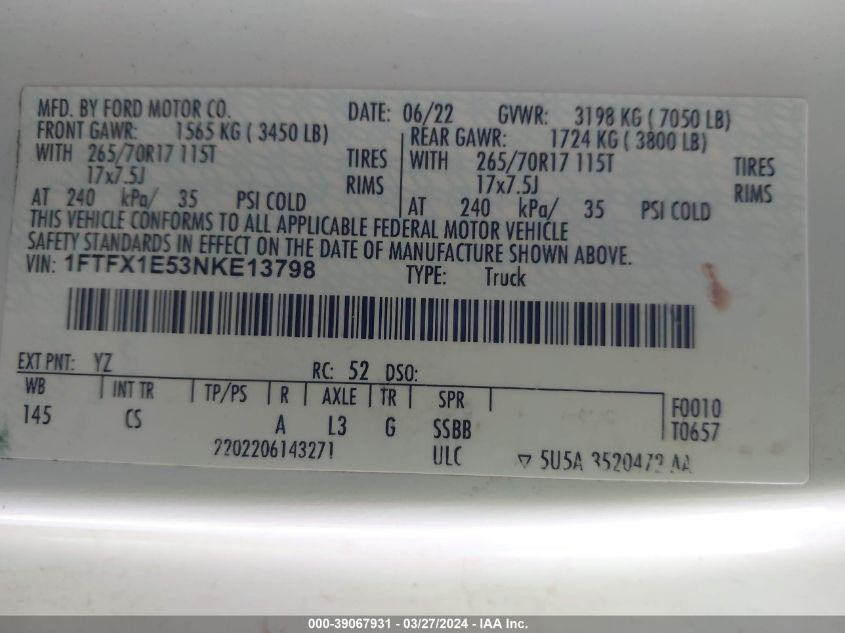 MFD. BY FORD MOTOR CO. DATE: 06/22 GVWR: 3198 KG ( 7050 LB)
FRONT GAWR: 1565 KG ( 3450 LB) REAR GAWR: 1724 KG ( 3800 LB)
WITH 265/70R17 115T TIRES WITH 265/70R17 115T TIRES
17x7.5J RIMS 17x7.5J RIMS
AT 240 kPa/ 35 PSI COLD AT 240 kPa/ 35 PSI COLD
THIS VEHICLE CONFORMS TO ALL APPLICABLE FEDERAL MOTOR VEHICLE
SAFETY STANDARDS IN EFFECT ON THE DATE OF MANUFACTURE SHOWN ABOVE.
VIN: 1FTFX1E53NKE13798 TYPE: Truck
EXT PNT: YZ RC: 52 DSO:
WB INT TR TP/PS R AXLE TR SPR F0010
145 CS A L3 G SSBB T0657
2202206143271 ULC ▽ 5U5A 3520472 AA
000-39067931 - 03/27/2024 - IAA Inc.